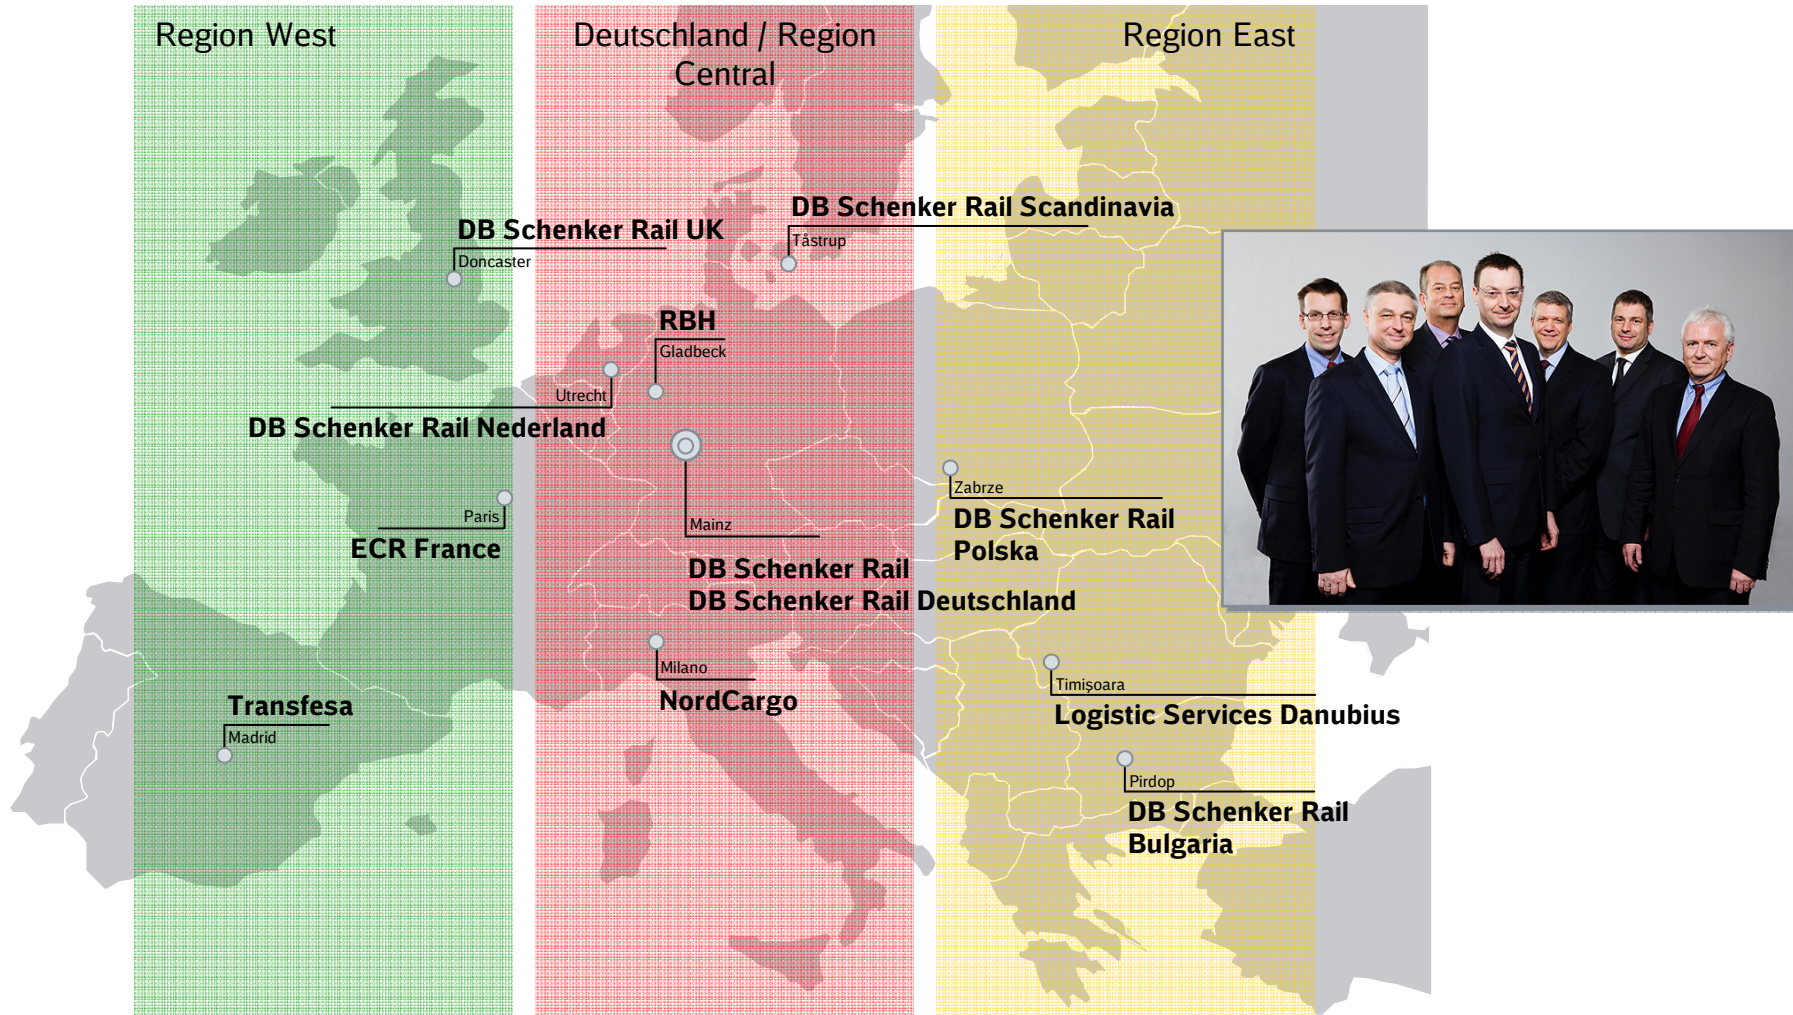 Region West
Deutschland / Region
Central
Region East
DB Schenker Rail UK
Doncaster
DB Schenker Rail Scandinavia
Tåstrup
RBH
Gladbeck
Utrecht
DB Schenker Rail Nederland
Paris
ECR France
Mainz
DB Schenker Rail
DB Schenker Rail Deutschland
Zabrze
DB Schenker Rail
Polska
Milano
NordCargo
Timişoara
Logistic Services Danubius
Transfesa
Madrid
Pirdop
DB Schenker Rail
Bulgaria